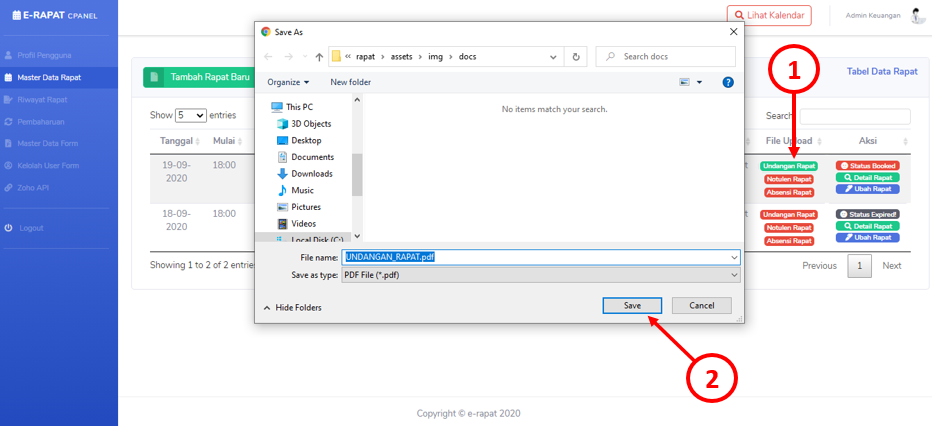 E-RAPAT CPANEL
Lihat Kalendar
Admin Keuangan
Profil Pengguna
Master Data Rapat
Riwayat Rapat
Pembaharuan
Master Data Form
Kelolah User Form
Zoho API
Logout
Tambah Rapat Baru
Tabel Data Rapat
Show 5 entries
Search
Tanggal Mulai File Upload Aksi
19-09-2020 18:00 Undangan Rapat Status Booked
Notulen Rapat Detail Rapat
Absensi Rapat Ubah Rapat
18-09-2020 18:00 Undangan Rapat Status Expired!
Notulen Rapat Detail Rapat
Absensi Rapat Ubah Rapat
Showing 1 to 2 of 2 entrie
Previous 1 Next
Copyright © e-rapat 2020
Save As
« rapat › assets › img › docs
Search docs
Organize New folder
This PC
3D Objects
Desktop
Documents
Downloads
Music
Pictures
Videos
Local Disk (C:)
No items match your search.
File name: UNDANGAN_RAPAT.pdf
Save as type: PDF File (*.pdf)
Hide Folders
Save Cancel
1
2